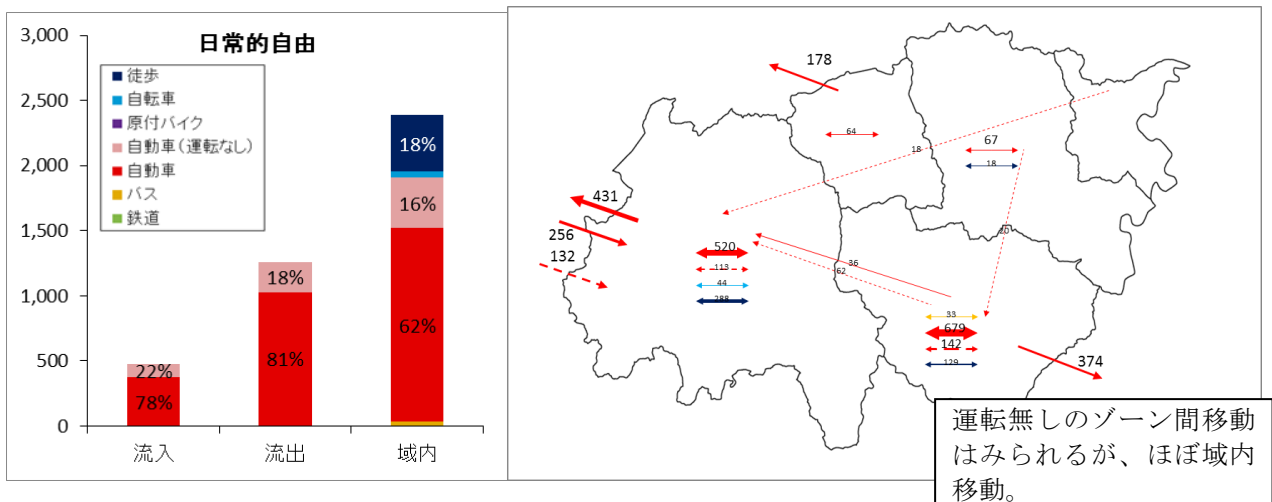 日常的自由
3,000
2,500
2,000
1,500
1,000
500
0
徒歩
自転車
原付バイク
自動車(運転なし)
自動車
バス
鉄道
22%
78%
18%
81%
18%
16%
62%
流入
流出
域内
178
64
18
67
18
431
256
132
520
113
44
288
36
62
20
33
679
142
129
374
運転無しのゾーン間移動
はみられるが、ほぼ域内
移動。